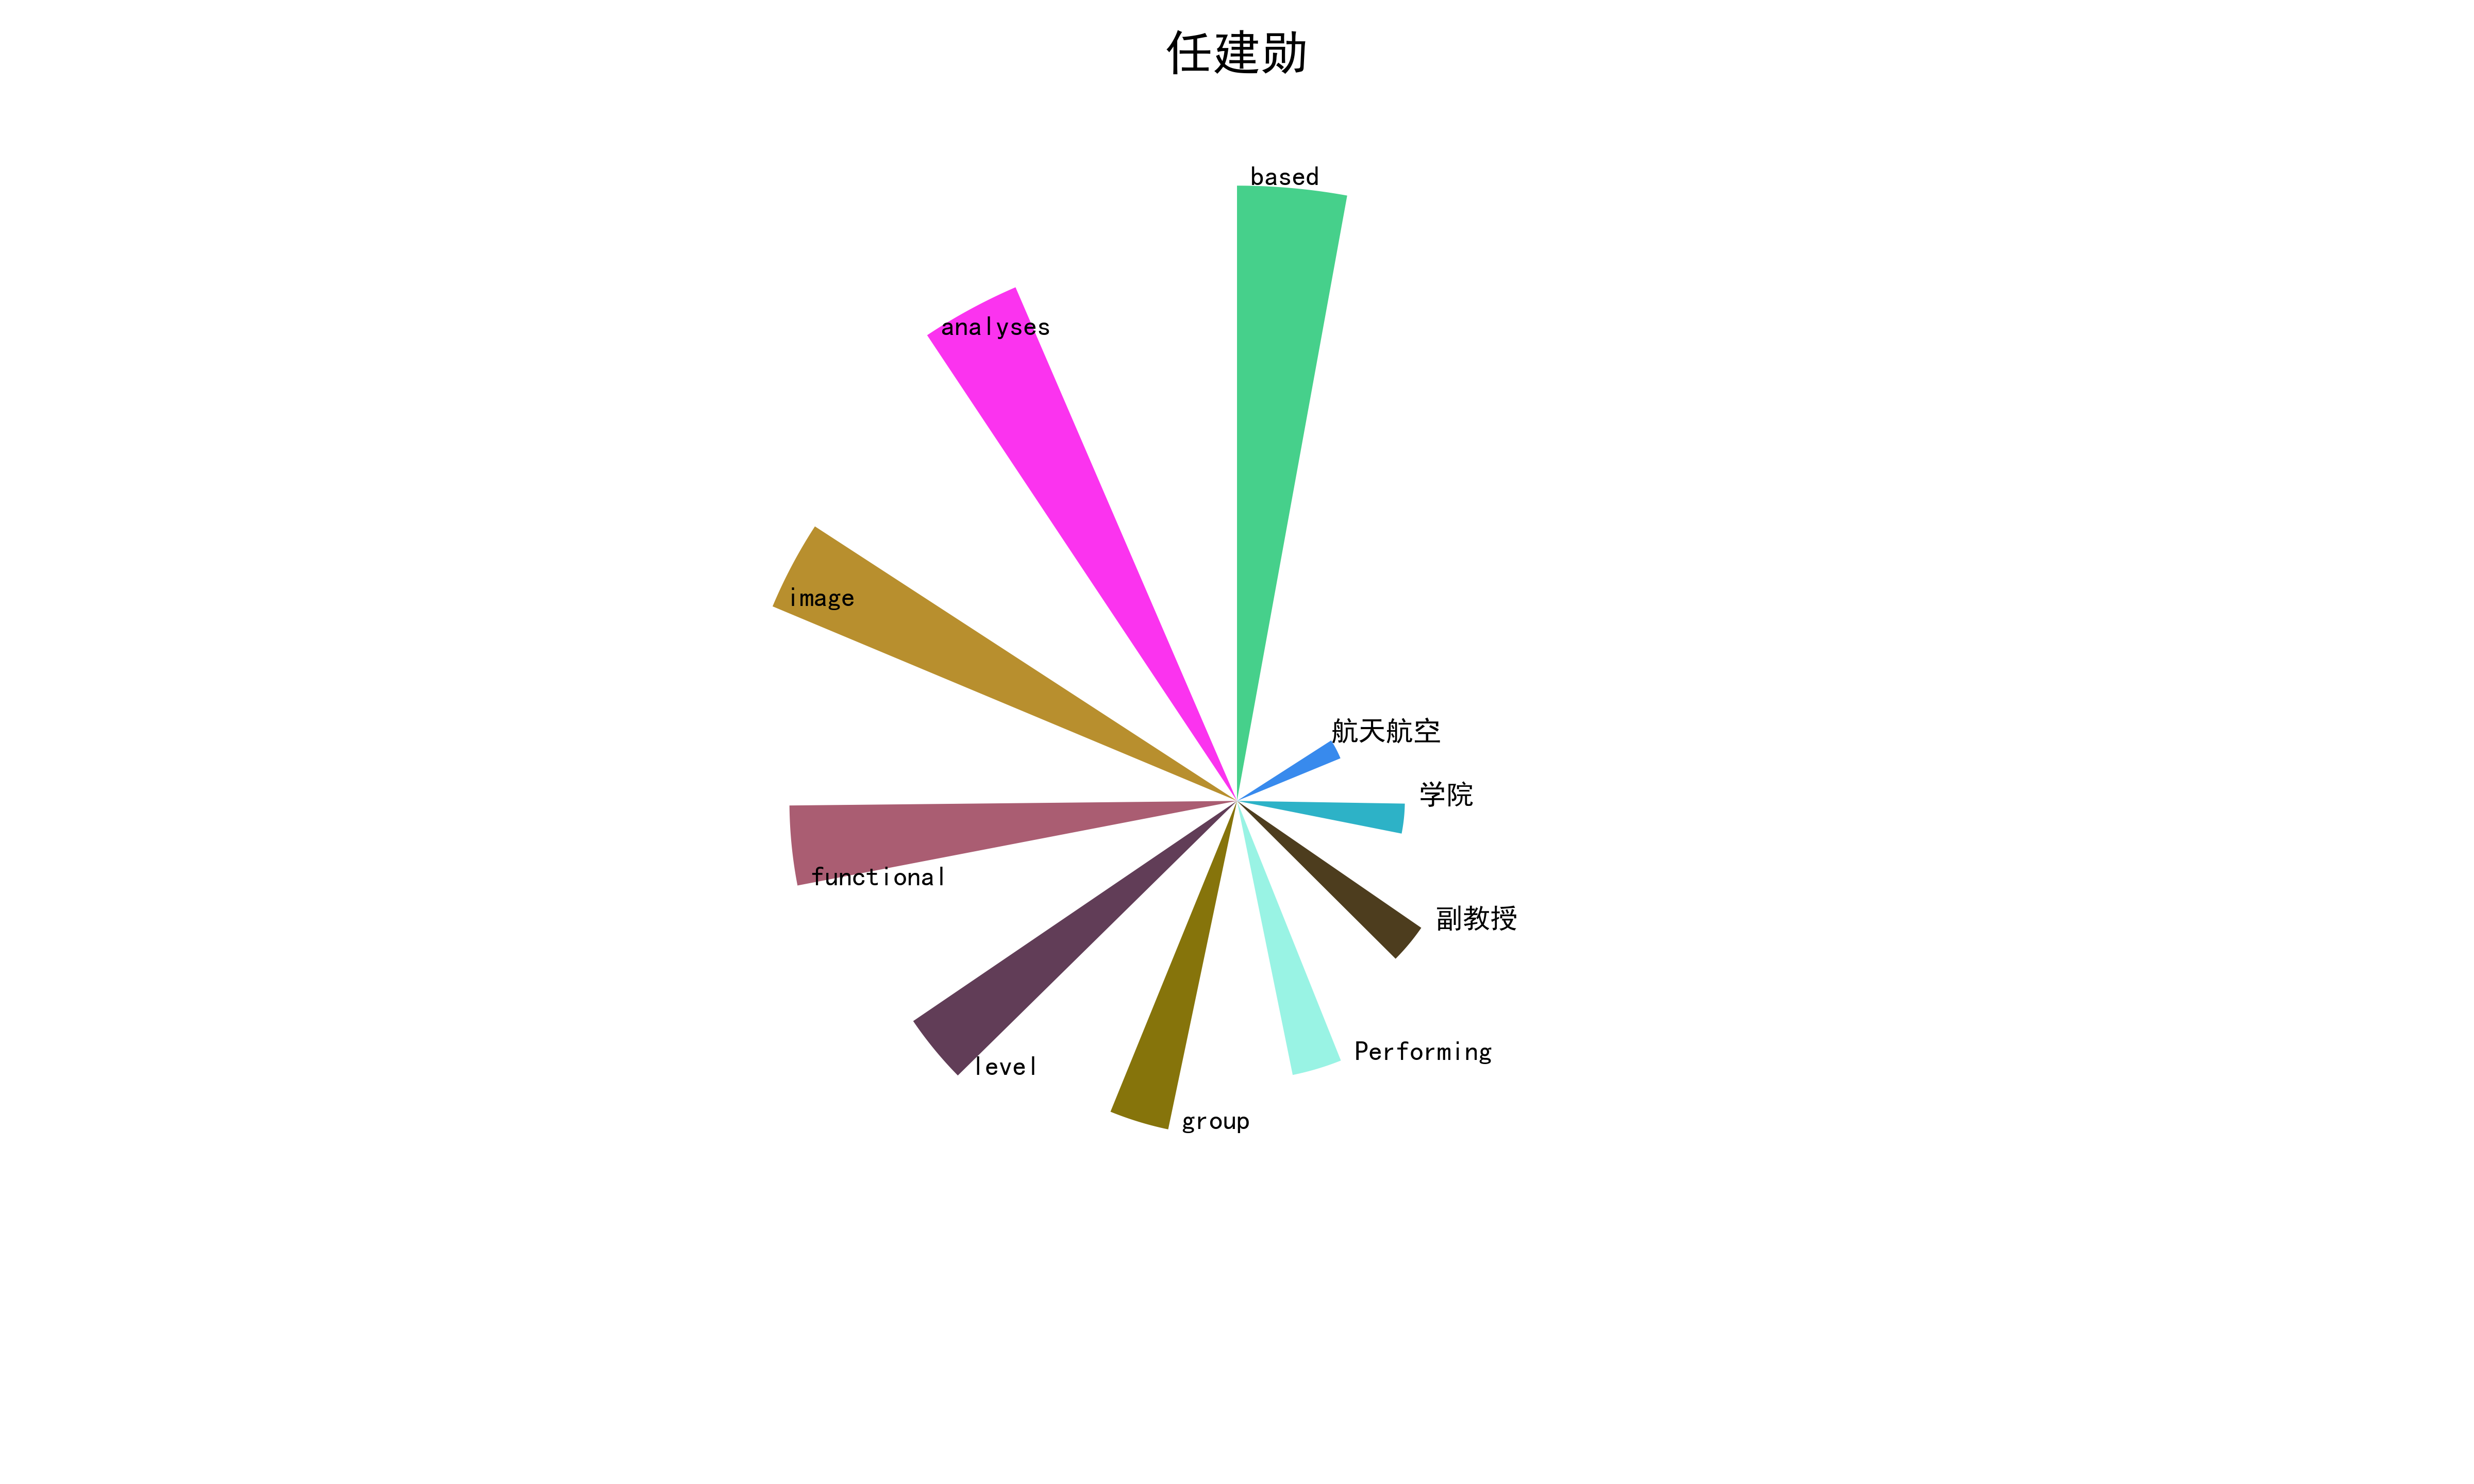 任建勋
based
analyses
image
航天航空
学院
functional
副教授
Performing
level
group